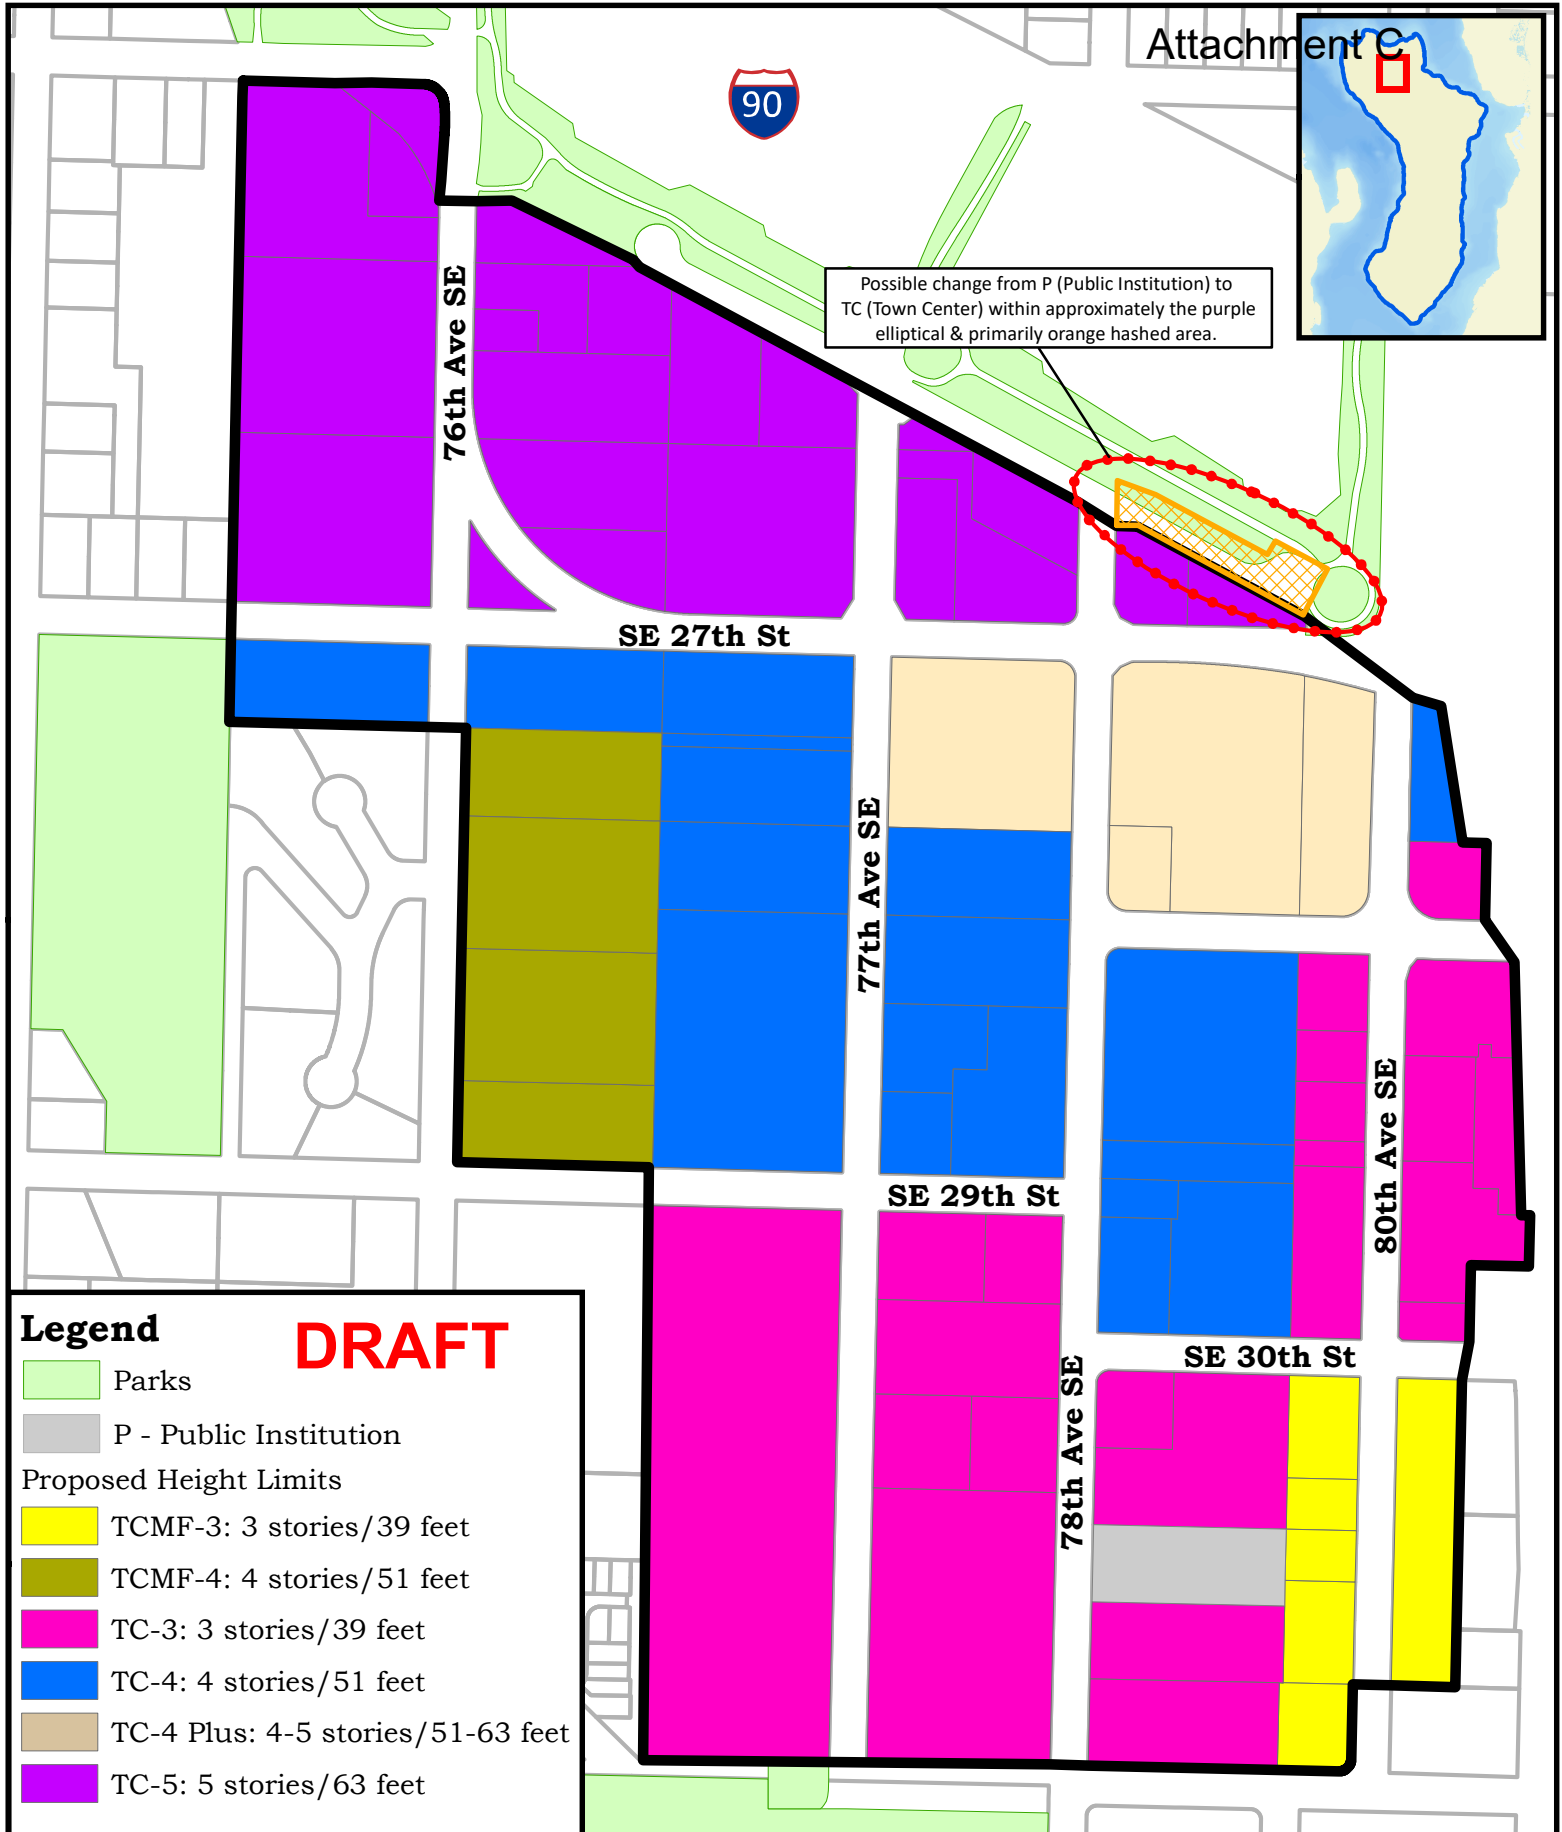 Attachment C
90
Possible change from P (Public Institution) to
TC (Town Center) within approximately the purple
elliptical & primarily orange hashed area.
76th Ave SE
SE 27th St
77th Ave SE
80th Ave SE
SE 29th St
SE 30th St
78th Ave SE
Legend
DRAFT
Parks
P - Public Institution
Proposed Height Limits
TCMF-3: 3 stories/39 feet
TCMF-4: 4 stories/51 feet
TC-3: 3 stories/39 feet
TC-4: 4 stories/51 feet
TC-4 Plus: 4-5 stories/51-63 feet
TC-5: 5 stories/63 feet